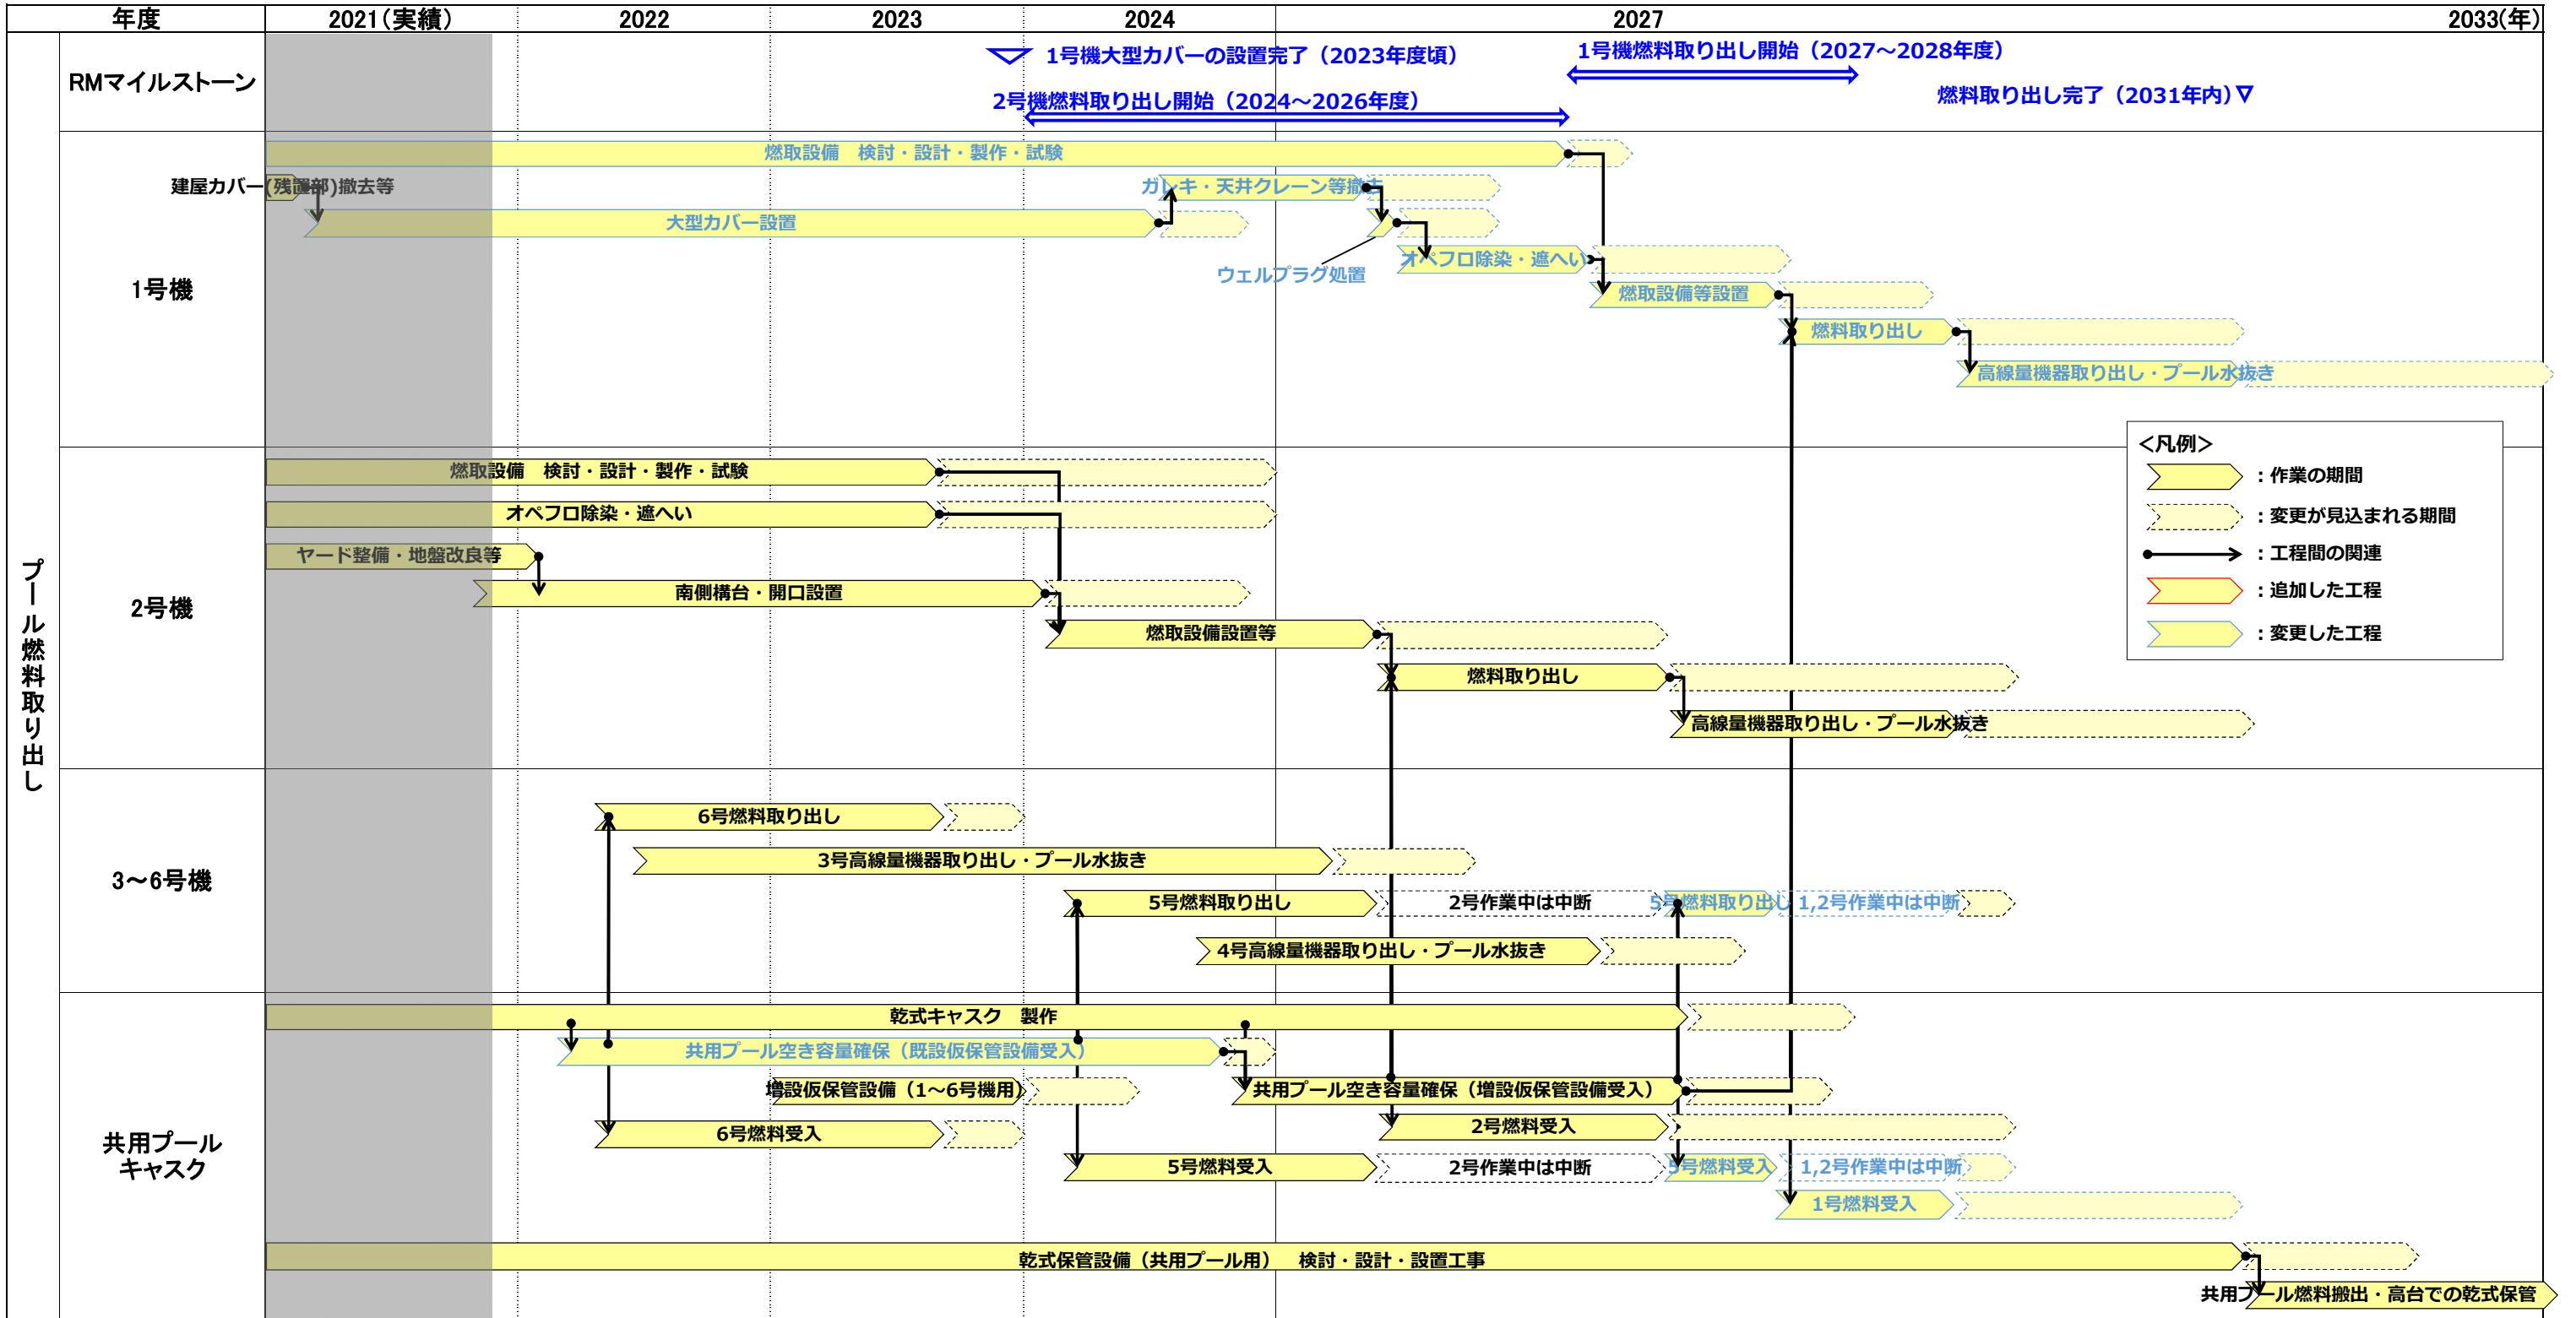 年度 2021(実績) 2022 2023 2024 2027 2033(年)
プール燃料取り出し
RMマイルストーン
1号機大型カバーの設置完了（2023年度頃）
1号機燃料取り出し開始（2027～2028年度）
2号機燃料取り出し開始（2024～2026年度）
燃料取り出し完了（2031年内）
1号機
燃取設備　検討・設計・製作・試験
建屋カバー(残置部)撤去等
ガレキ・天井クレーン等撤去
大型カバー設置
ウェルプラグ処置
オペフロ除染・遮へい
燃取設備等設置
燃料取り出し
高線量機器取り出し・プール水抜き
＜凡例＞
：作業の期間
：変更が見込まれる期間
：工程間の関連
：追加した工程
：変更した工程
2号機
燃取設備　検討・設計・製作・試験
オペフロ除染・遮へい
ヤード整備・地盤改良等
南側構台・開口設置
燃取設備設置等
燃料取り出し
高線量機器取り出し・プール水抜き
3～6号機
6号燃料取り出し
3号高線量機器取り出し・プール水抜き
5号燃料取り出し 2号作業中は中断 5号燃料取り出し 1,2号作業中は中断
4号高線量機器取り出し・プール水抜き
共用プール
キャスク
乾式キャスク　製作
共用プール空き容量確保（既設仮保管設備受入）
増設仮保管設備（1～6号機用） 共用プール空き容量確保（増設仮保管設備受入）
6号燃料受入 2号燃料受入
5号燃料受入 2号作業中は中断 5号燃料受入 1,2号作業中は中断
1号燃料受入
乾式保管設備（共用プール用）　検討・設計・設置工事
共用プール燃料搬出・高台での乾式保管